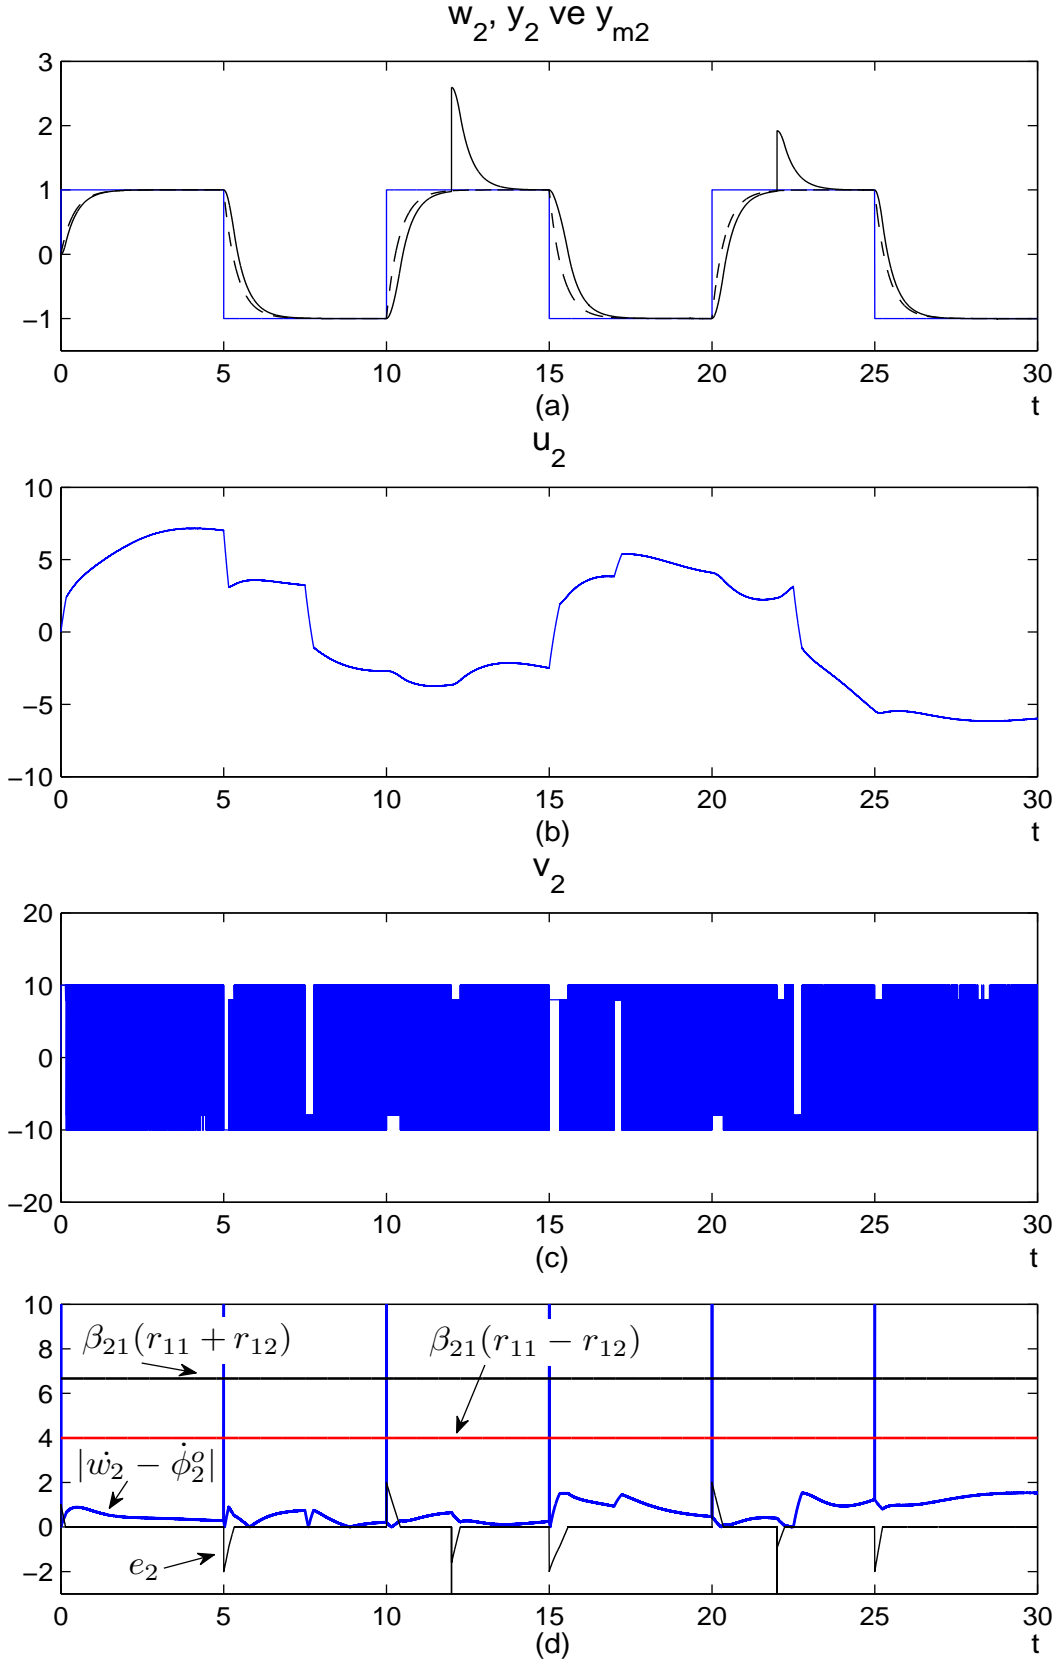 w₂, y₂ ve yₘ₂
3
2
1
0
−1
0 5 10 15 20 25 30
(a) t
u₂
10
5
0
−5
−10
0 5 10 15 20 25 30
(b) t
v₂
20
10
0
−10
−20
0 5 10 15 20 25 30
(c) t
10
8
6
4
2
0
−2
β₂₁(r₁₁ + r₁₂)
β₂₁(r₁₁ − r₁₂)
|ẇ₂ − φ̇₂ᵒ|
e₂
0 5 10 15 20 25 30
(d) t